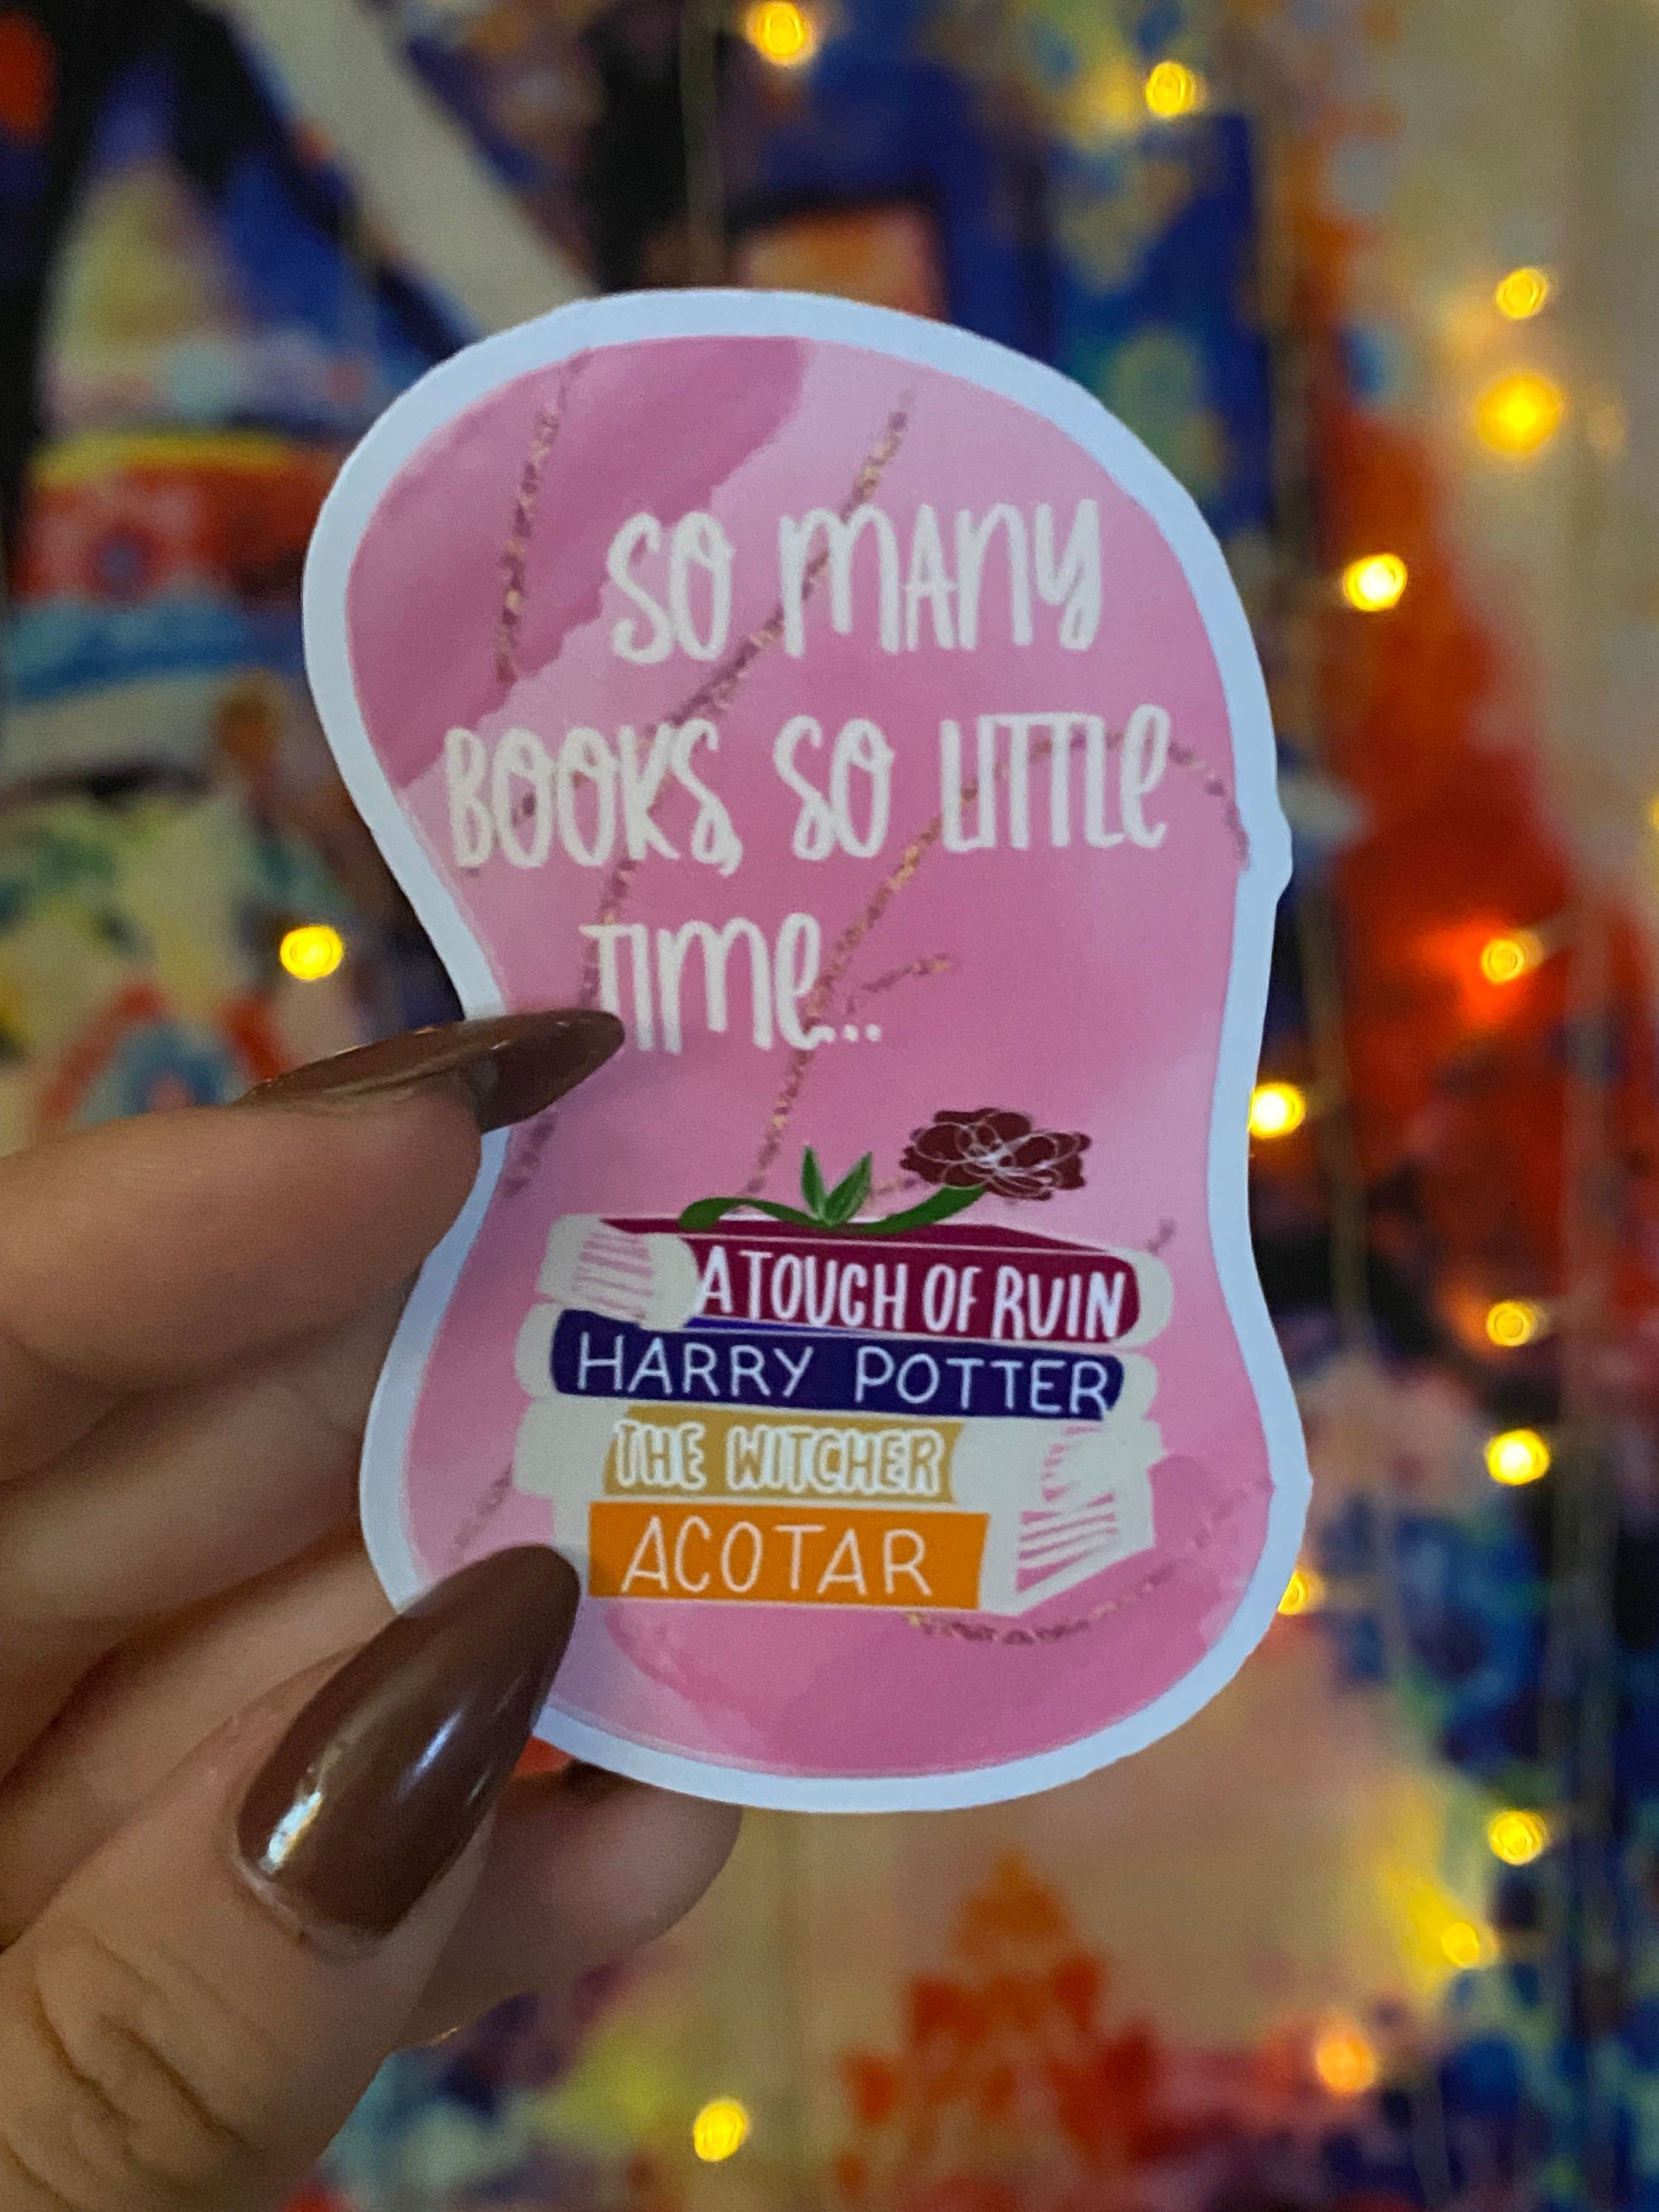 SO MANY
BOOKS, SO LITTLE
TIME...
A TOUCH OF RUIN
HARRY POTTER
THE WITCHER
ACOTAR